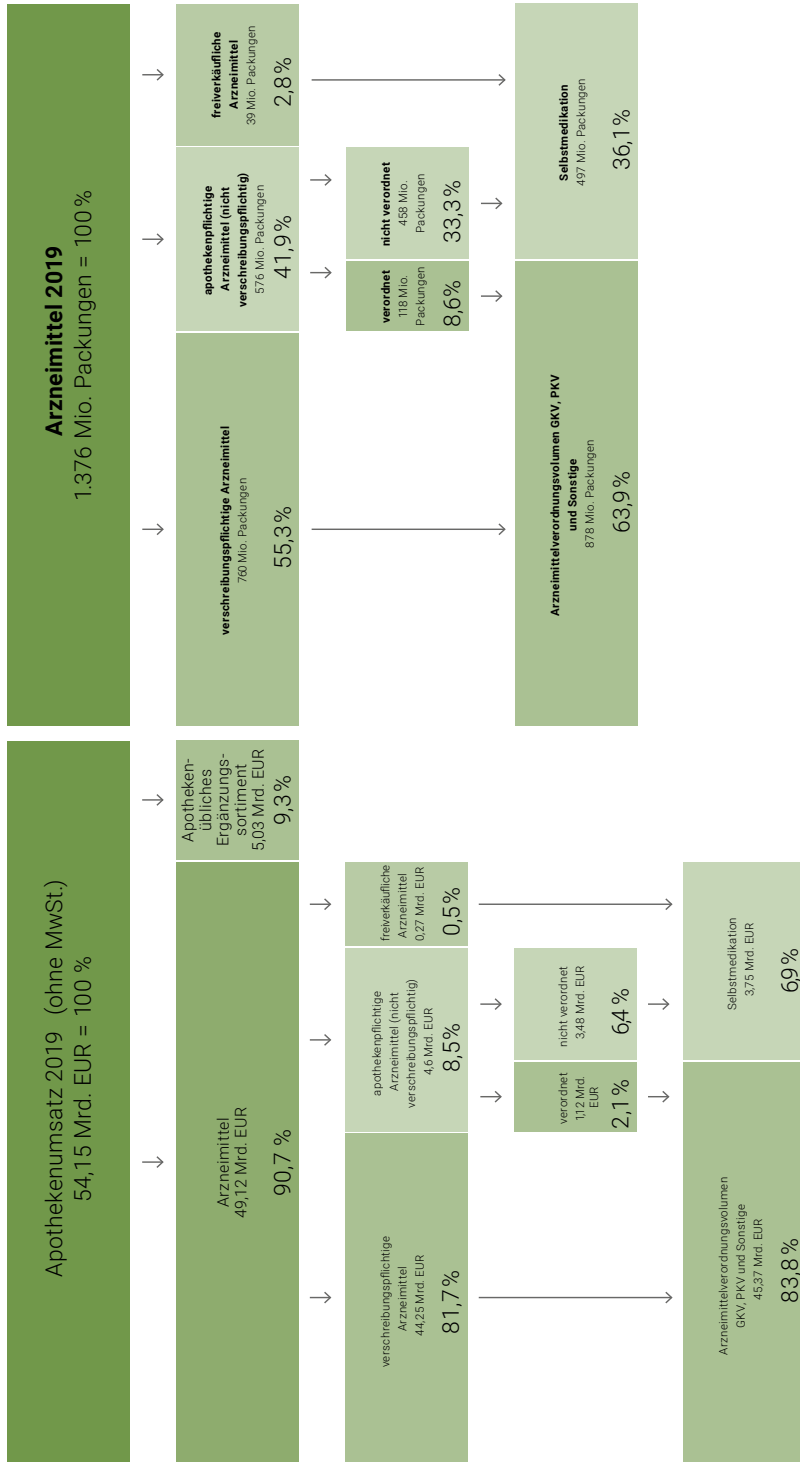 Apothekenumsatz 2019 (ohne MwSt.)
54,15 Mrd. EUR = 100 %
Arzneimittel
49,12 Mrd. EUR
90,7 %
Apotheken-
übliches
Ergänzungs-
sortiment
5,03 Mrd. EUR
9,3 %
verschreibungspflichtige
Arzneimittel
44,25 Mrd. EUR
81,7 %
apothekenpflichtige
Arzneimittel (nicht
verschreibungspflichtig)
4,6 Mrd. EUR
8,5 %
freiverkäufliche
Arzneimittel
0,27 Mrd. EUR
0,5 %
verordnet
1,12 Mrd.
EUR
2,1 %
nicht verordnet
3,48 Mrd. EUR
6,4 %
Arzneimittelverordnungsvolumen
GKV, PKV und Sonstige
45,37 Mrd. EUR
83,8 %
Selbstmedikation
3,75 Mrd. EUR
6,9 %
Arzneimittel 2019
1.376 Mio. Packungen = 100 %
verschreibungspflichtige Arzneimittel
760 Mio. Packungen
55,3 %
apothekenpflichtige
Arzneimittel (nicht
verschreibungspflichtig)
576 Mio. Packungen
41,9 %
freiverkäufliche
Arzneimittel
39 Mio. Packungen
2,8 %
verordnet
118 Mio.
Packungen
8,6%
nicht verordnet
458 Mio.
Packungen
33,3 %
Arzneimittelverordnungsvolumen GKV, PKV
und Sonstige
878 Mio. Packungen
63,9 %
Selbstmedikation
497 Mio. Packungen
36,1 %